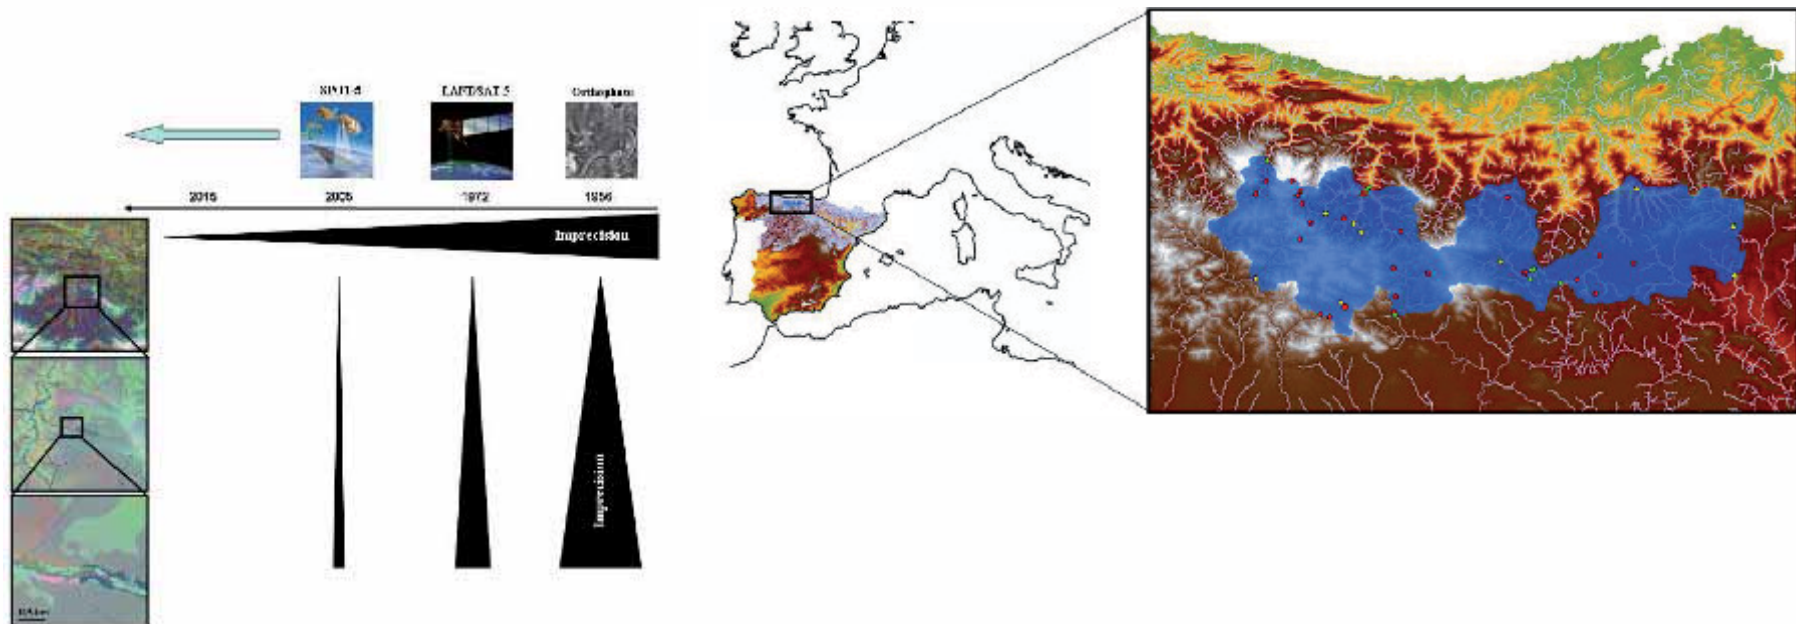 SPOT-5
LANDSAT 5
Orthophoto
2015
2005
1972
1956
Imprecision
Imprecision